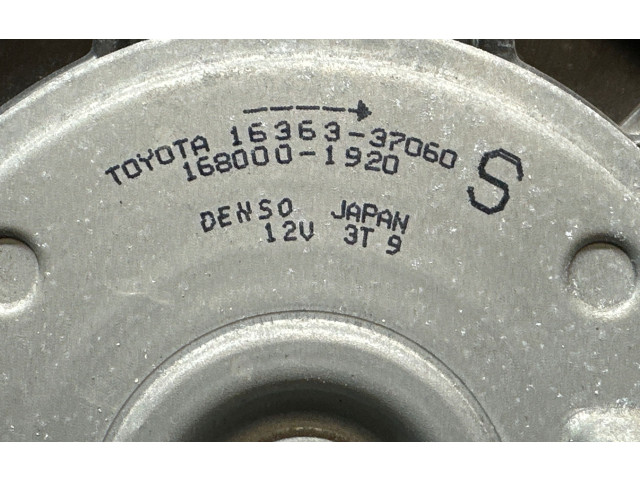 TOYOTA 16363-37060
168000-1920
S
DENSO JAPAN
12V 3T 9